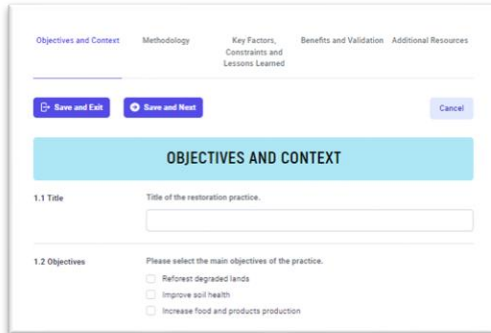 Objectives and Context
Methodology
Key Factors,
Constraints and
Lessons Learned
Benefits and Validation
Additional Resources
Save and Exit
Save and Next
Cancel
OBJECTIVES AND CONTEXT
1.1 Title
Title of the restoration practice.
1.2 Objectives
Please select the main objectives of the practice.
Reforest degraded lands
Improve soil health
Increase food and products production